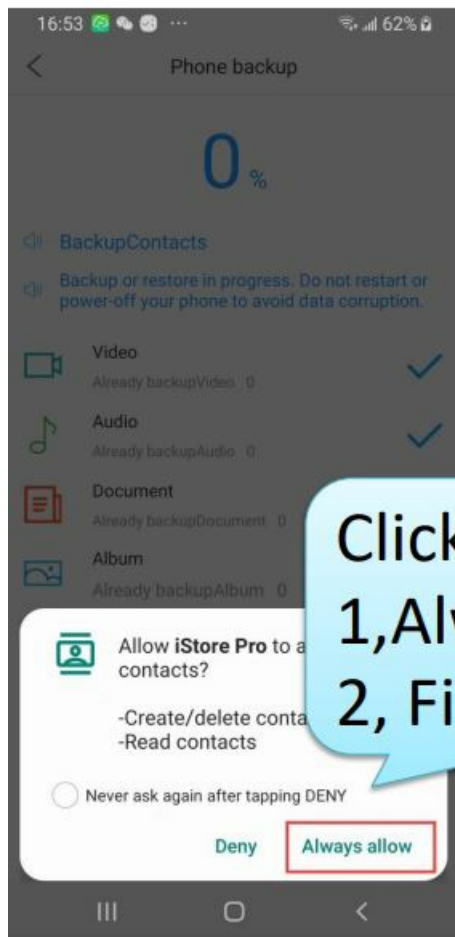 16:53
62%
Phone backup
0 %
BackupContacts
Backup or restore in progress. Do not restart or
power-off your phone to avoid data corruption.
Video
Already backupVideo 0
Audio
Already backupAudio 0
Document
Already backupDocument 0
Album
Already backupAlbum 0
Allow iStore Pro to
contacts?
-Create/delete
-Read contacts
Never ask again after tapping DENY
Deny
Always allow
Click
1,
2,